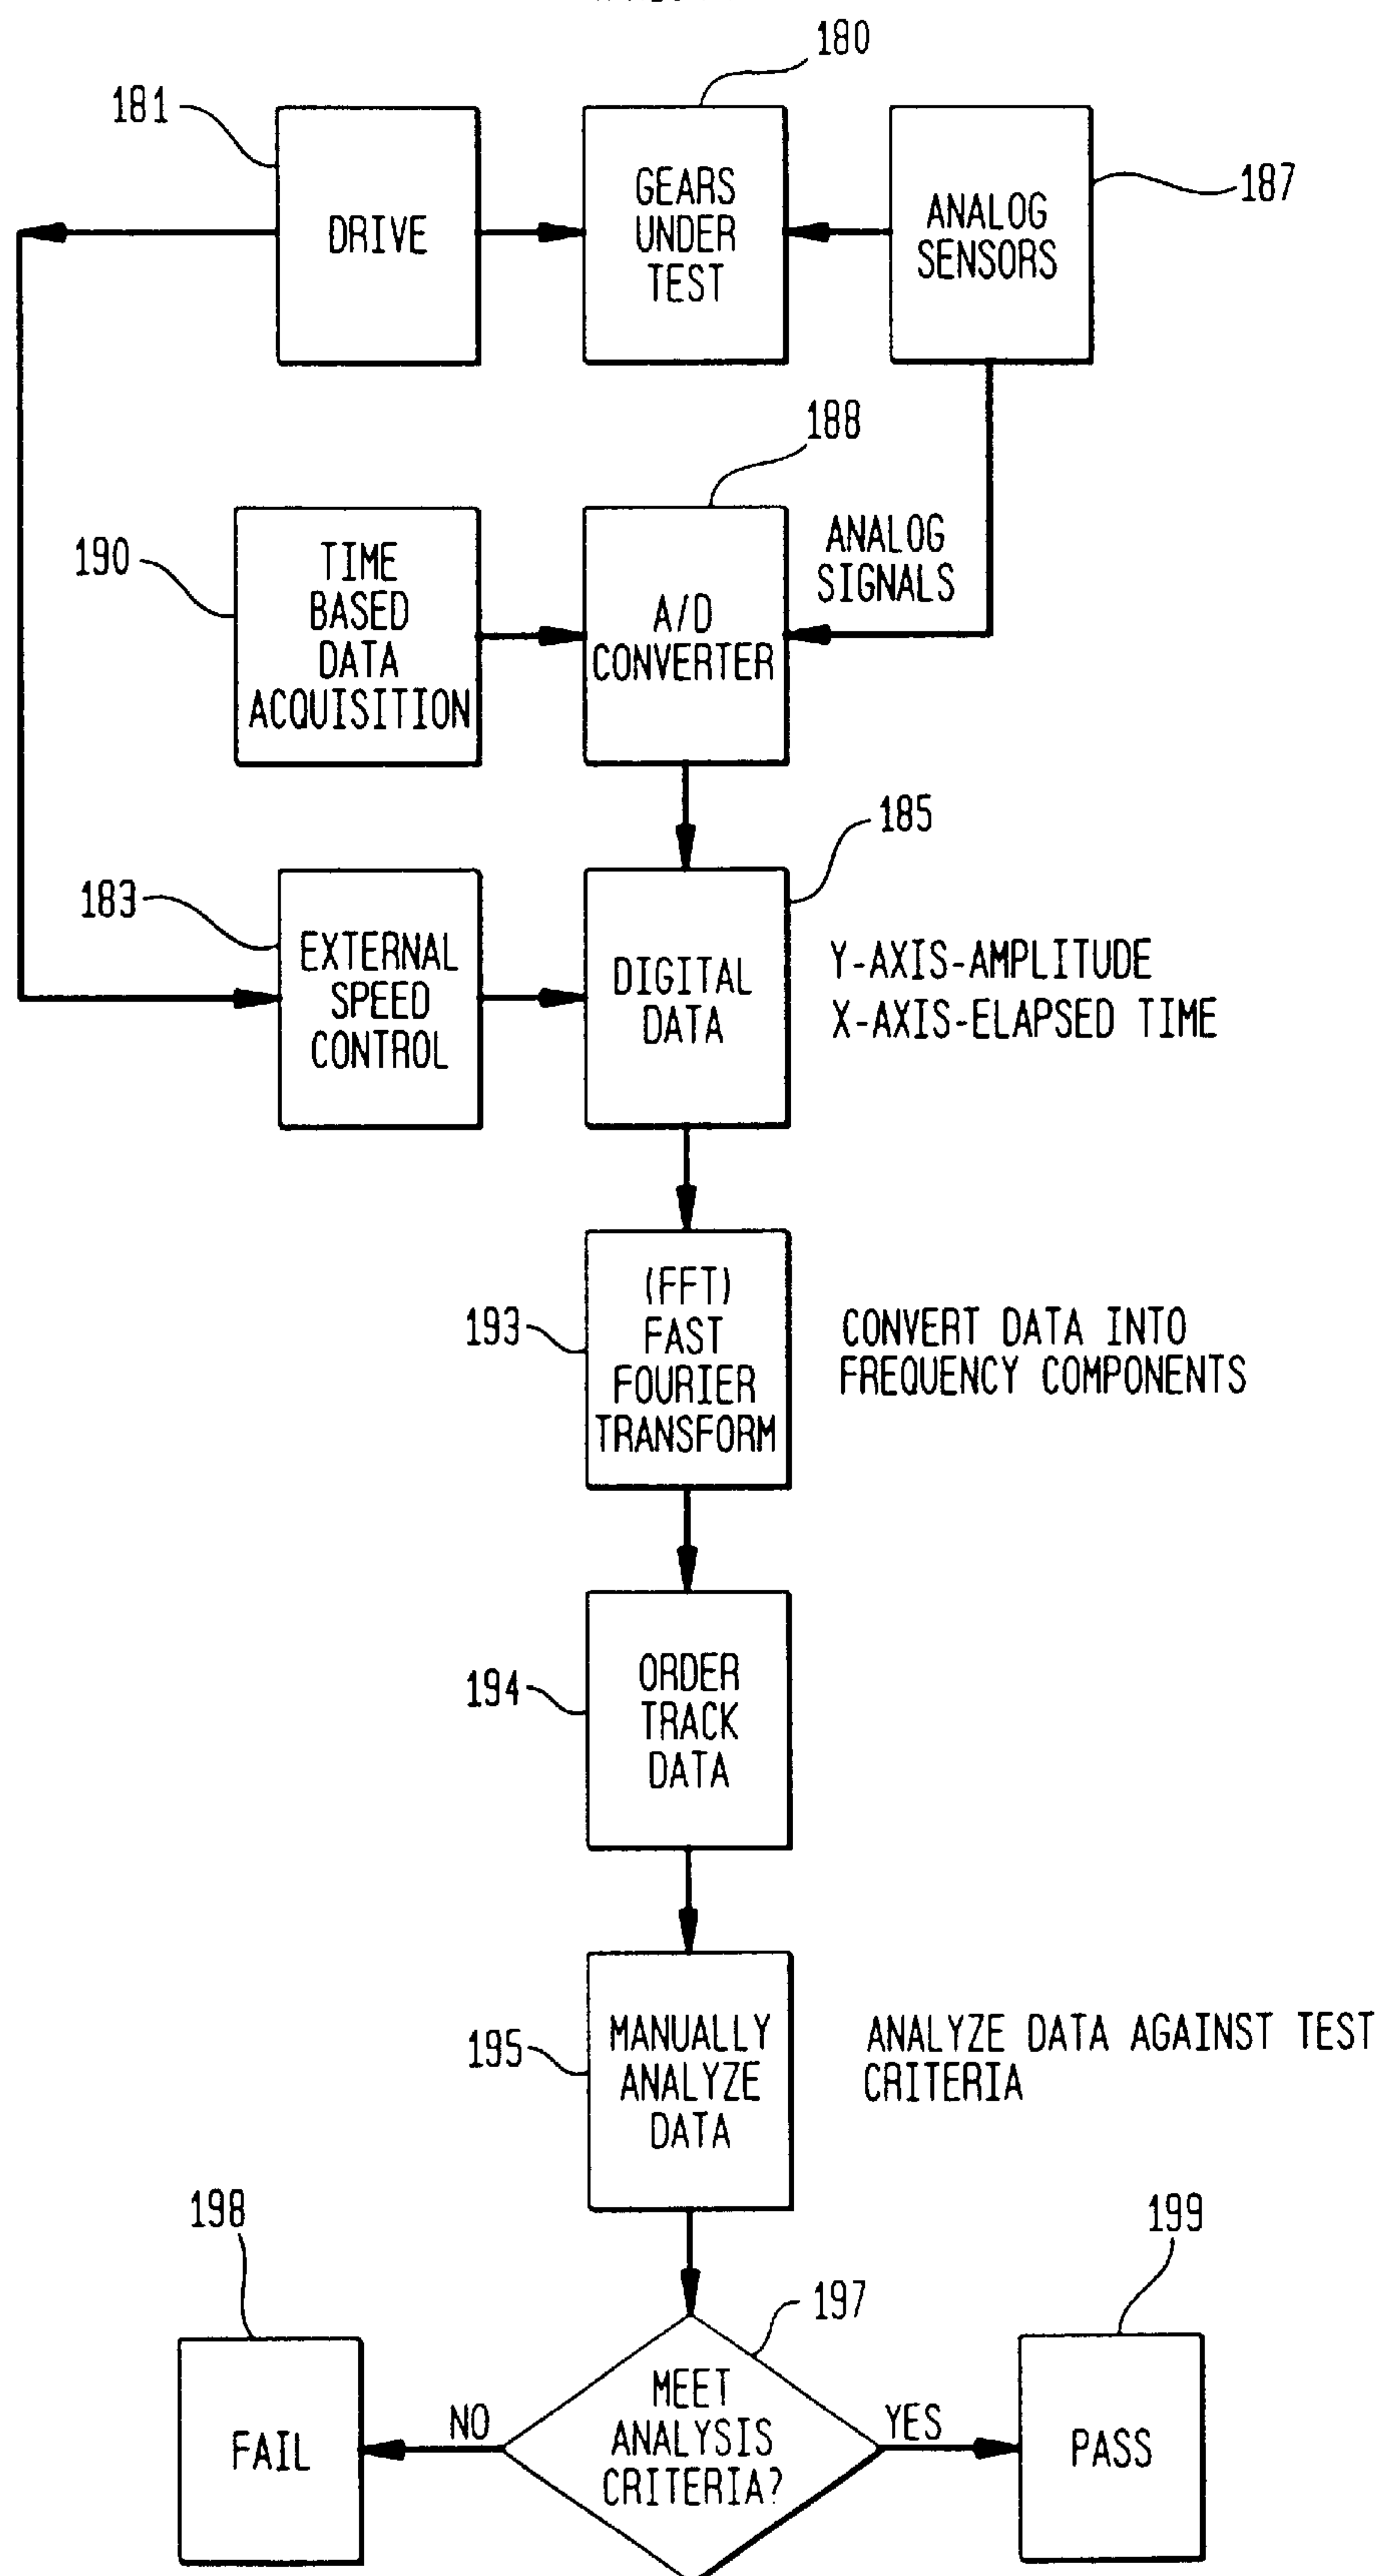 180
181
187
DRIVE
GEARS
UNDER
TEST
ANALOG
SENSORS
188
190
TIME
BASED
DATA
ACQUISITION
A/D
CONVERTER
ANALOG
SIGNALS
185
183
EXTERNAL
SPEED
CONTROL
DIGITAL
DATA
Y-AXIS-AMPLITUDE
X-AXIS-ELAPSED TIME
193
(FFT)
FAST
FOURIER
TRANSFORM
CONVERT DATA INTO
FREQUENCY COMPONENTS
194
ORDER
TRACK
DATA
195
MANUALLY
ANALYZE
DATA
ANALYZE DATA AGAINST TEST
CRITERIA
198
199
197
FAIL
NO
MEET
ANALYSIS
CRITERIA?
YES
PASS